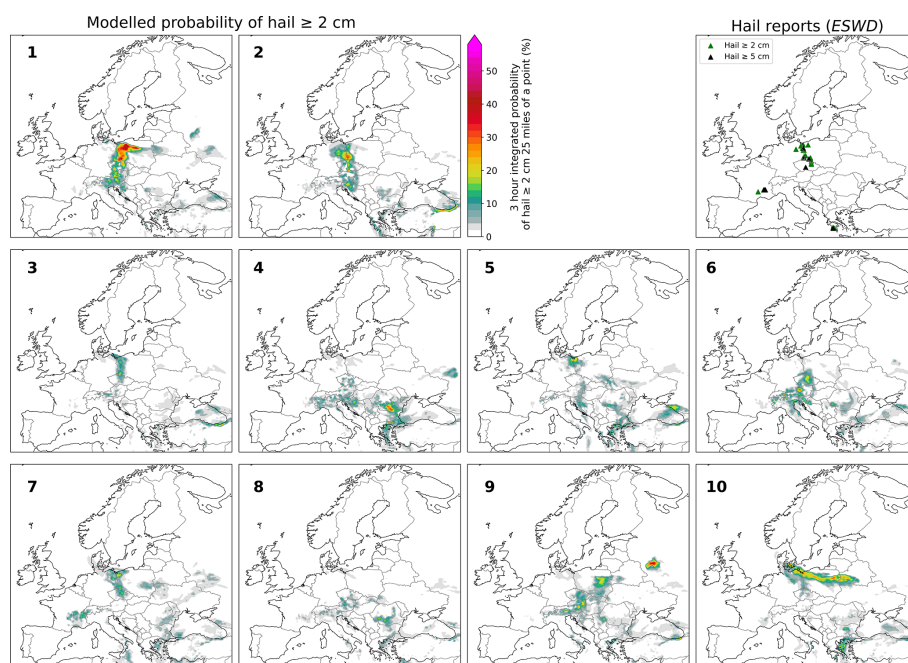 Modelled probability of hail ≥ 2 cm
Hail reports (ESWD)
1
2
50
40
30
20
10
0
3 hour integrated probability
of hail ≥ 2 cm 25 miles of a point (%)
Hail ≥ 2 cm
Hail ≥ 5 cm
3
4
5
6
7
8
9
10